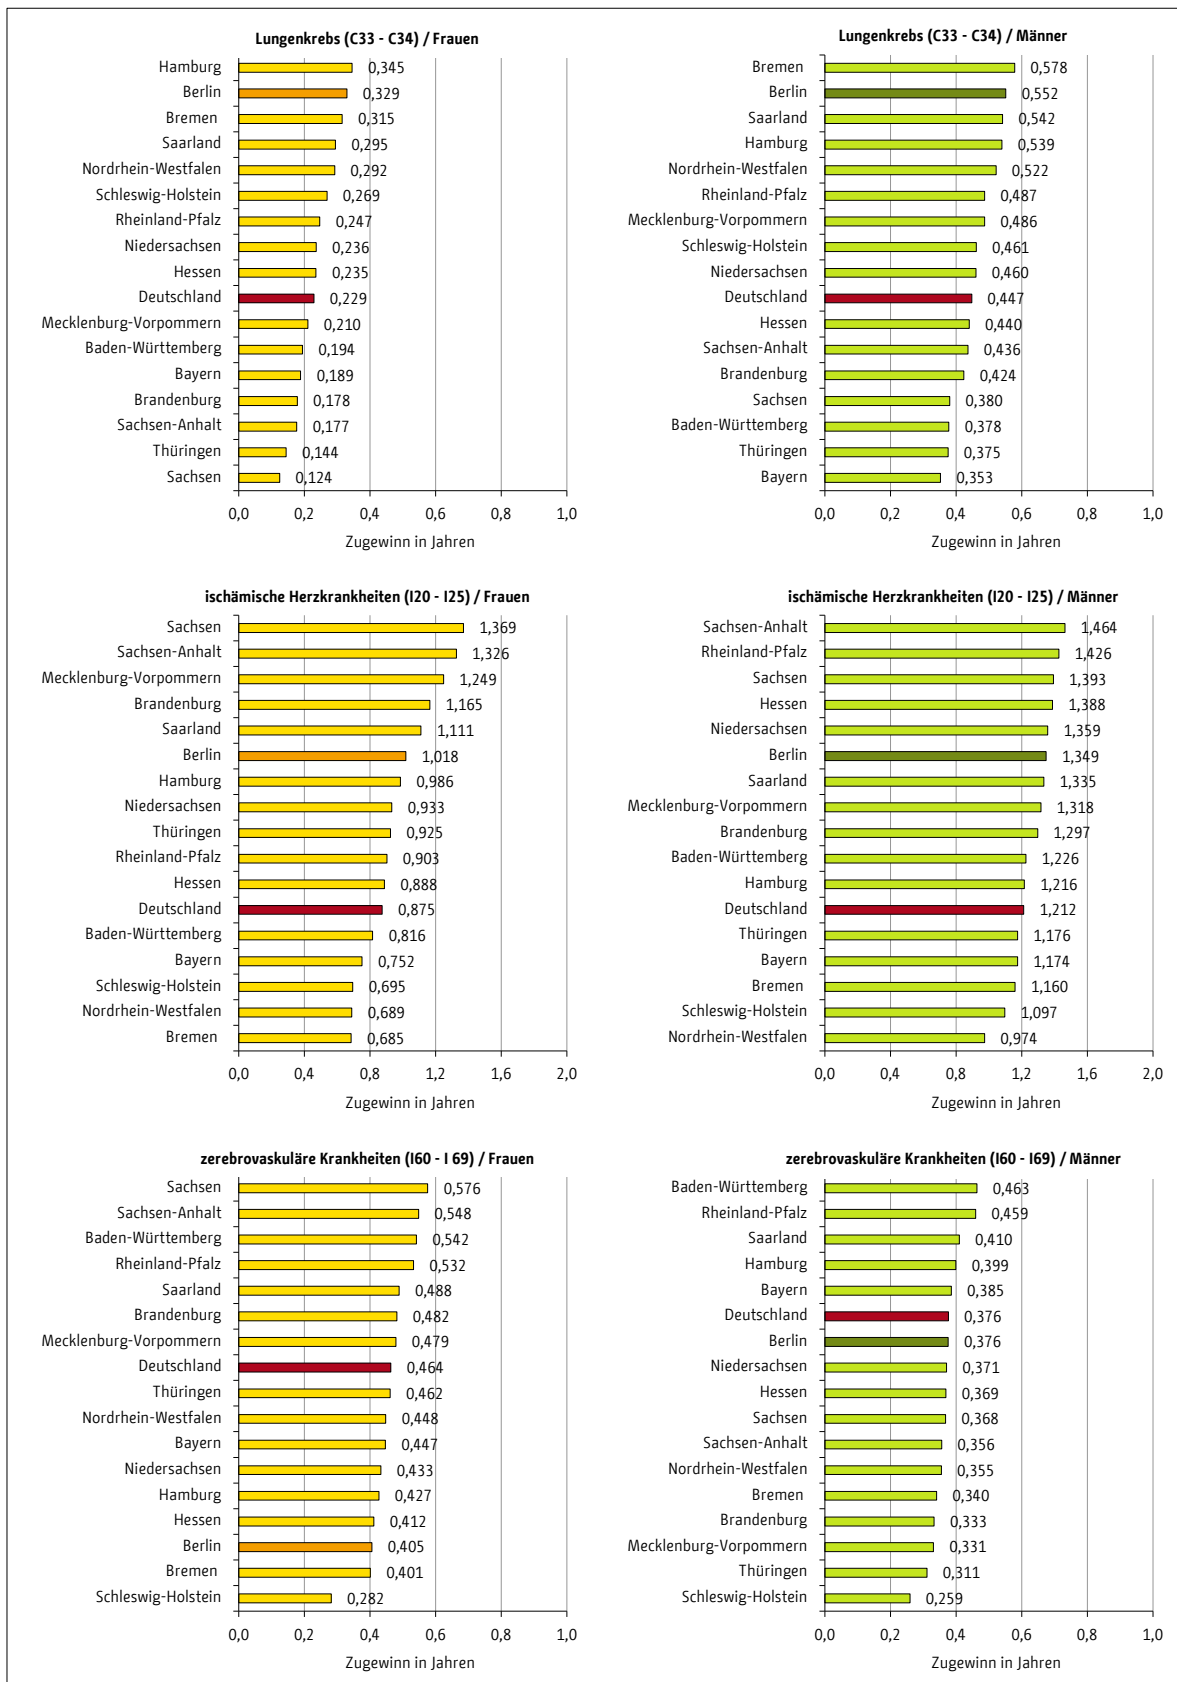 Lungenkrebs (C33 - C34) / Frauen
Hamburg 0,345
Berlin 0,329
Bremen 0,315
Saarland 0,295
Nordrhein-Westfalen 0,292
Schleswig-Holstein 0,269
Rheinland-Pfalz 0,247
Niedersachsen 0,236
Hessen 0,235
Deutschland 0,229
Mecklenburg-Vorpommern 0,210
Baden-Württemberg 0,194
Bayern 0,189
Brandenburg 0,178
Sachsen-Anhalt 0,177
Thüringen 0,144
Sachsen 0,124
0,0 0,2 0,4 0,6 0,8 1,0
Zugewinn in Jahren
Lungenkrebs (C33 - C34) / Männer
Bremen 0,578
Berlin 0,552
Saarland 0,542
Hamburg 0,539
Nordrhein-Westfalen 0,522
Rheinland-Pfalz 0,487
Mecklenburg-Vorpommern 0,486
Schleswig-Holstein 0,461
Niedersachsen 0,460
Deutschland 0,447
Hessen 0,440
Sachsen-Anhalt 0,436
Brandenburg 0,424
Sachsen 0,380
Baden-Württemberg 0,378
Thüringen 0,375
Bayern 0,353
0,0 0,2 0,4 0,6 0,8 1,0
Zugewinn in Jahren
ischämische Herzkrankheiten (I20 - I25) / Frauen
Sachsen 1,369
Sachsen-Anhalt 1,326
Mecklenburg-Vorpommern 1,249
Brandenburg 1,165
Saarland 1,111
Berlin 1,018
Hamburg 0,986
Niedersachsen 0,933
Thüringen 0,925
Rheinland-Pfalz 0,903
Hessen 0,888
Deutschland 0,875
Baden-Württemberg 0,816
Bayern 0,752
Schleswig-Holstein 0,695
Nordrhein-Westfalen 0,689
Bremen 0,685
0,0 0,4 0,8 1,2 1,6 2,0
Zugewinn in Jahren
ischämische Herzkrankheiten (I20 - I25) / Männer
Sachsen-Anhalt 1,464
Rheinland-Pfalz 1,426
Sachsen 1,393
Hessen 1,388
Niedersachsen 1,359
Berlin 1,349
Saarland 1,335
Mecklenburg-Vorpommern 1,318
Brandenburg 1,297
Baden-Württemberg 1,226
Hamburg 1,216
Deutschland 1,212
Thüringen 1,176
Bayern 1,174
Bremen 1,160
Schleswig-Holstein 1,097
Nordrhein-Westfalen 0,974
0,0 0,4 0,8 1,2 1,6 2,0
Zugewinn in Jahren
zerebrovaskuläre Krankheiten (I60 - I 69) / Frauen
Sachsen 0,576
Sachsen-Anhalt 0,548
Baden-Württemberg 0,542
Rheinland-Pfalz 0,532
Saarland 0,488
Brandenburg 0,482
Mecklenburg-Vorpommern 0,479
Deutschland 0,464
Thüringen 0,462
Nordrhein-Westfalen 0,448
Bayern 0,447
Niedersachsen 0,433
Hamburg 0,427
Hessen 0,412
Berlin 0,405
Bremen 0,401
Schleswig-Holstein 0,282
0,0 0,2 0,4 0,6 0,8 1,0
Zugewinn in Jahren
zerebrovaskuläre Krankheiten (I60 - I69) / Männer
Baden-Württemberg 0,463
Rheinland-Pfalz 0,459
Saarland 0,410
Hamburg 0,399
Bayern 0,385
Deutschland 0,376
Berlin 0,376
Niedersachsen 0,371
Hessen 0,369
Sachsen 0,368
Sachsen-Anhalt 0,356
Nordrhein-Westfalen 0,355
Bremen 0,340
Brandenburg 0,333
Mecklenburg-Vorpommern 0,331
Thüringen 0,311
Schleswig-Holstein 0,259
0,0 0,2 0,4 0,6 0,8 1,0
Zugewinn in Jahren